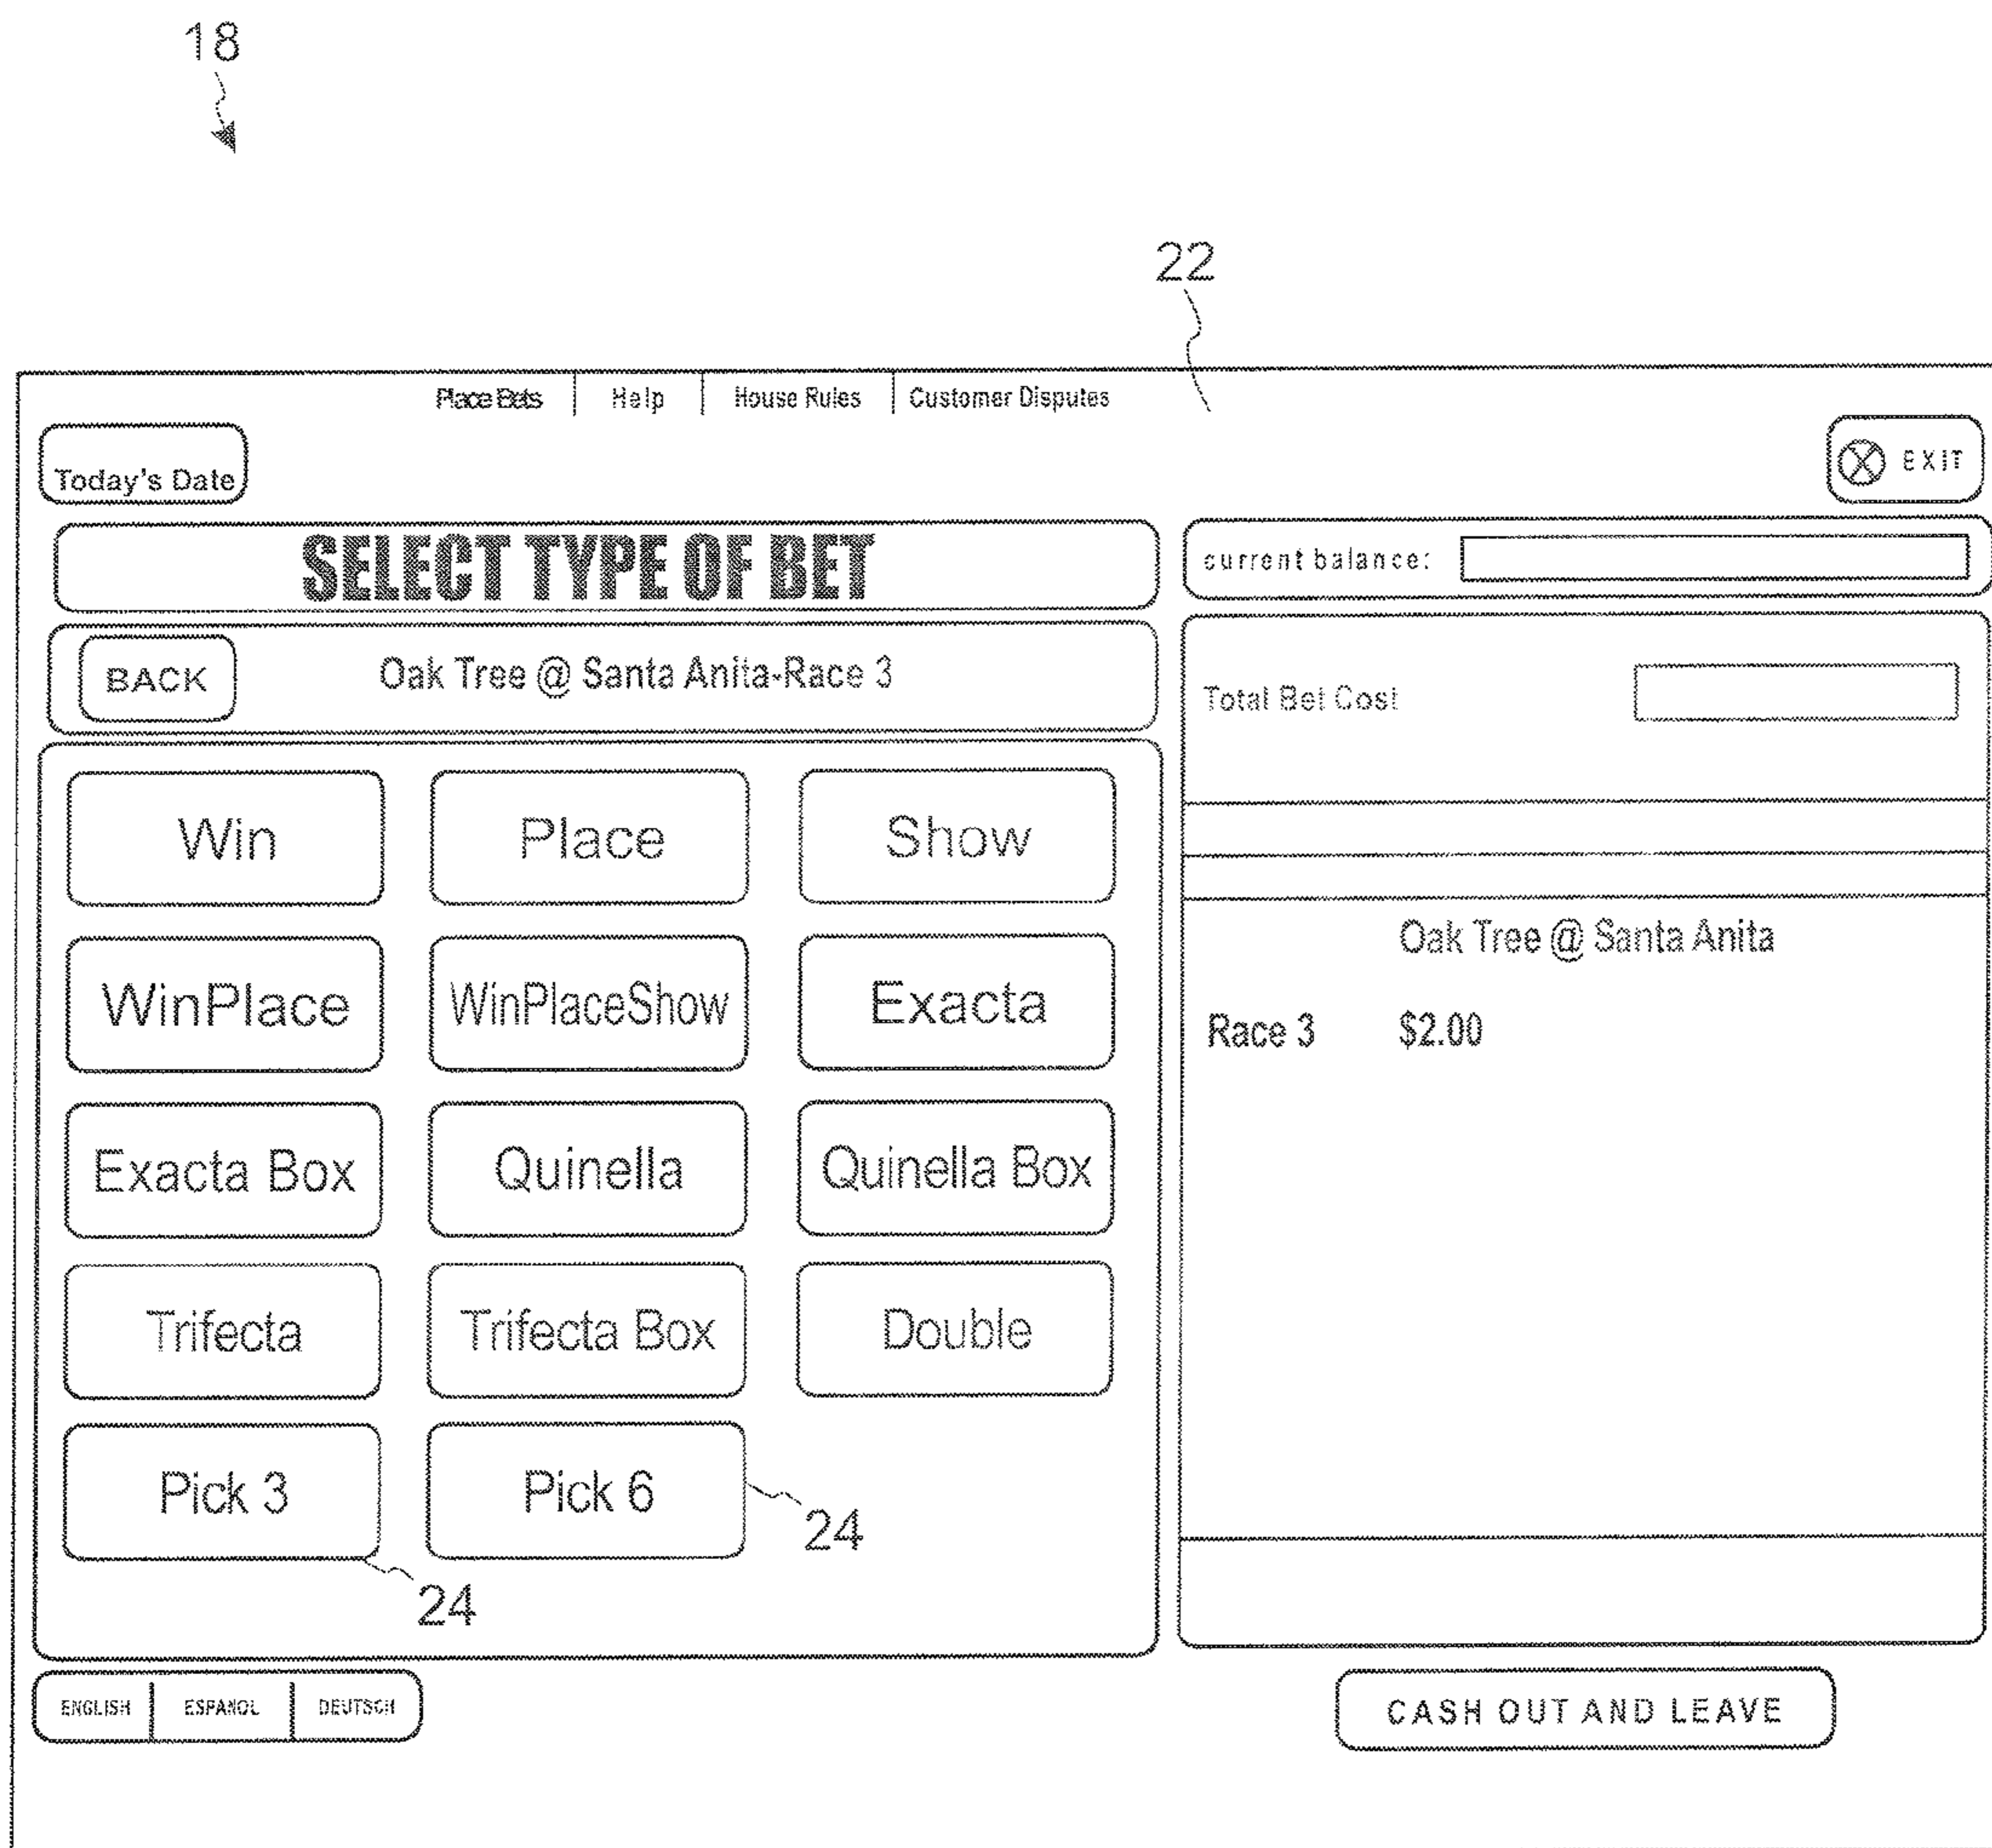 18
22
Place Bets Help House Rules Customer Disputes
Today's Date
EXIT
SELECT TYPE OF BET
current balance:
BACK
Oak Tree @ Santa Anita-Race 3
Total Bet Cost
Win Place Show
WinPlace WinPlaceShow Exacta
Exacta Box Quinella Quinella Box
Trifecta Trifecta Box Double
Pick 3 Pick 6
24
24
Oak Tree @ Santa Anita
Race 3 $2.00
ENGLISH ESPAÑOL DEUTSCH
CASH OUT AND LEAVE